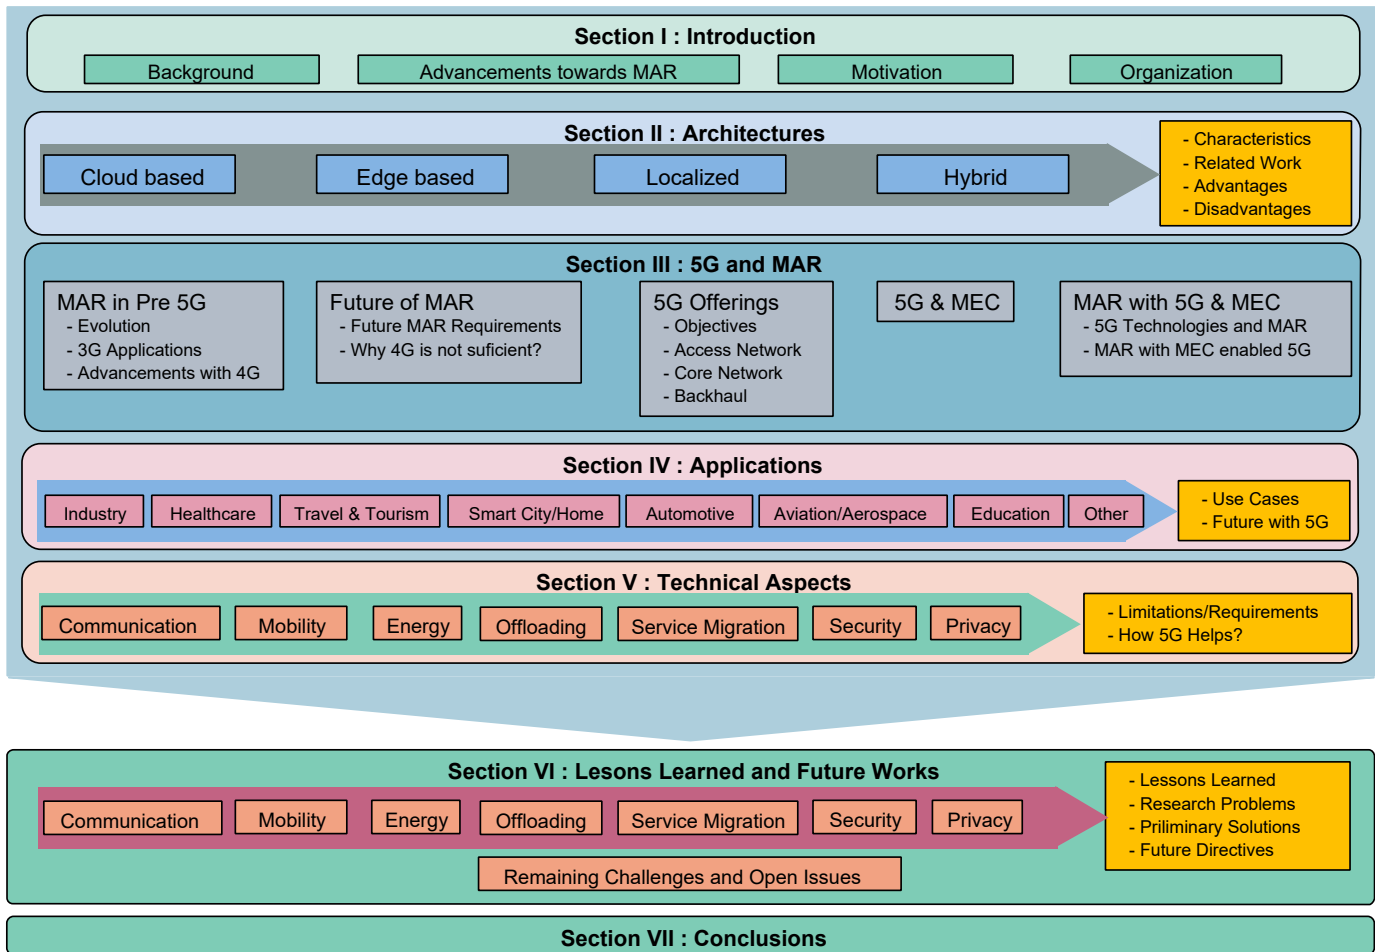 Section I : Introduction
Background
Advancements towards MAR
Motivation
Organization
Section II : Architectures
Cloud based
Edge based
Localized
Hybrid
- Characteristics
- Related Work
- Advantages
- Disadvantages
Section III : 5G and MAR
MAR in Pre 5G
- Evolution
- 3G Applications
- Advancements with 4G
Future of MAR
- Future MAR Requirements
- Why 4G is not suficient?
5G Offerings
- Objectives
- Access Network
- Core Network
- Backhaul
5G & MEC
MAR with 5G & MEC
- 5G Technologies and MAR
- MAR with MEC enabled 5G
Section IV : Applications
Industry
Healthcare
Travel & Tourism
Smart City/Home
Automotive
Aviation/Aerospace
Education
Other
- Use Cases
- Future with 5G
Section V : Technical Aspects
Communication
Mobility
Energy
Offloading
Service Migration
Security
Privacy
- Limitations/Requirements
- How 5G Helps?
Section VI : Lesons Learned and Future Works
Communication
Mobility
Energy
Offloading
Service Migration
Security
Privacy
- Lessons Learned
- Research Problems
- Priliminary Solutions
- Future Directives
Remaining Challenges and Open Issues
Section VII : Conclusions